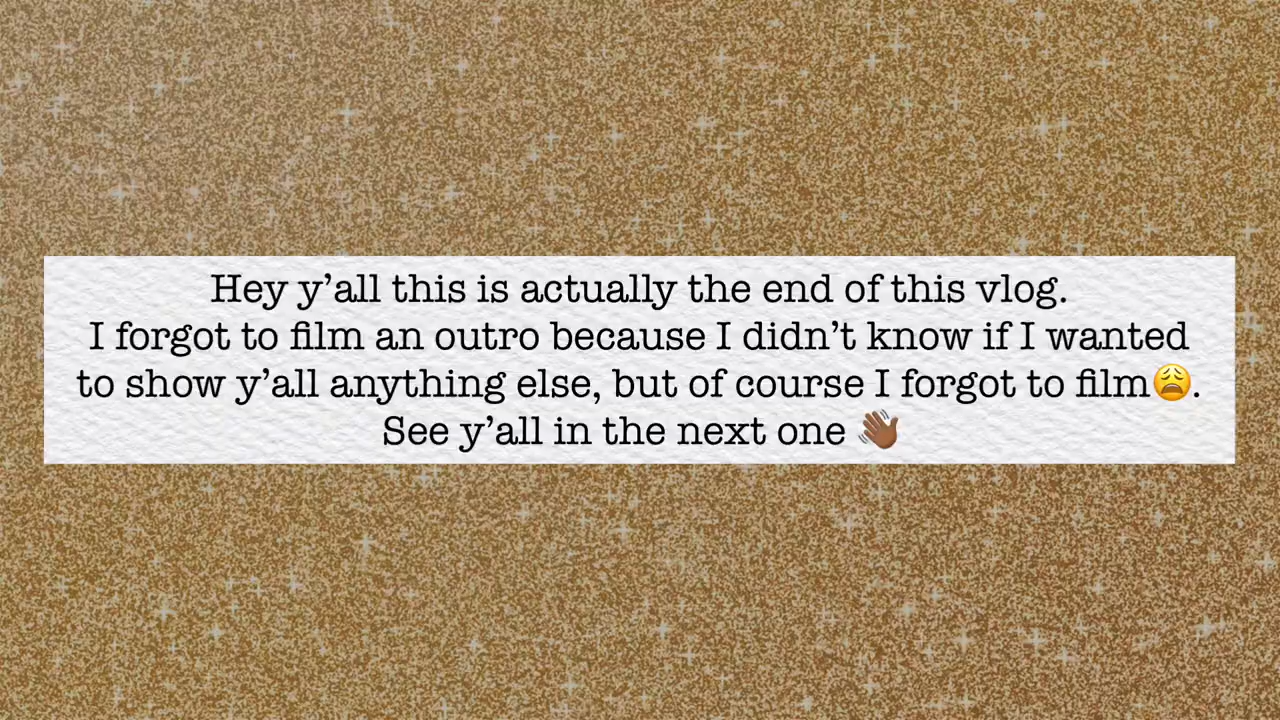 Hey y’all this is actually the end of this vlog.
I forgot to film an outro because I didn’t know if I wanted
to show y’all anything else, but of course I forgot to film😩.
See y’all in the next one 👋🏾